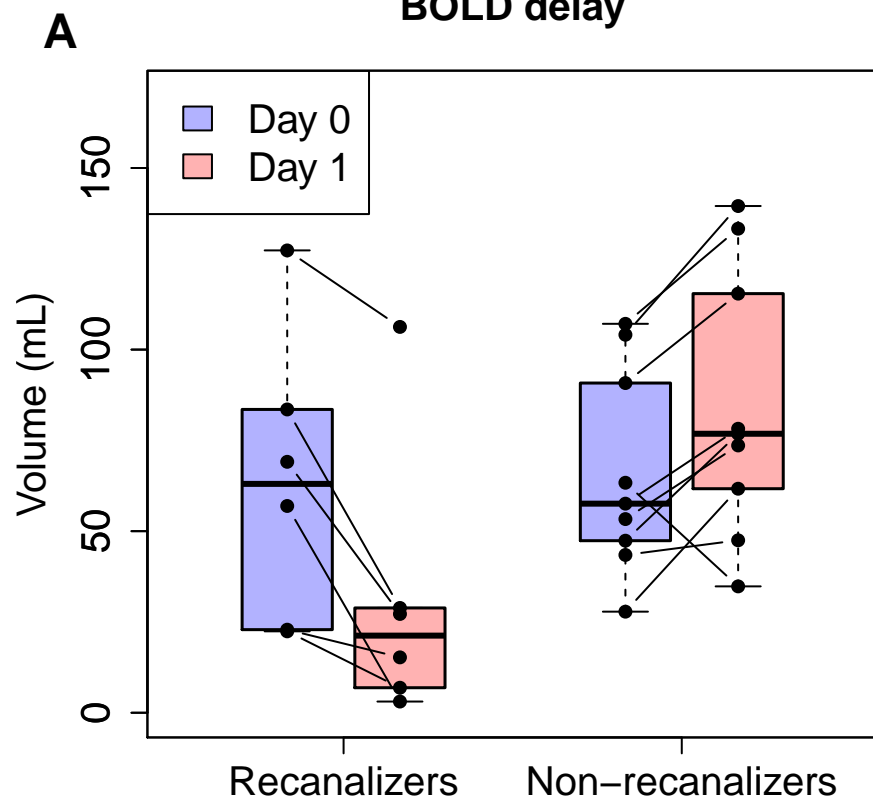 BOLD delay
A
Day 0
Day 1
Volume (mL)
150
100
50
0
Recanalizers
Non−recanalizers